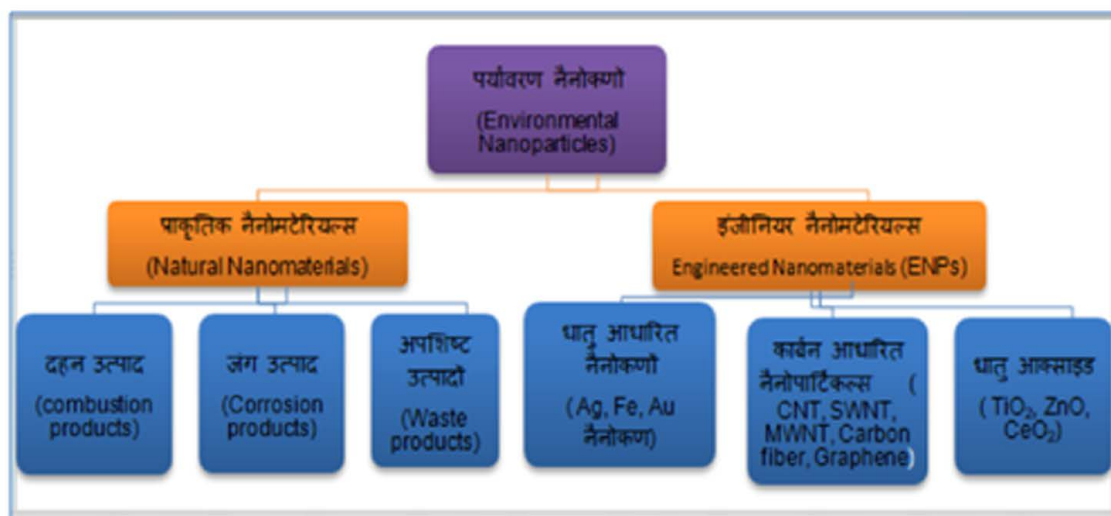 पर्यावरण नैनोकणों
(Environmental
Nanoparticles)
प्राकृतिक नैनोमटेरियल्स
(Natural Nanomaterials)
इंजीनियर नैनोमटेरियल्स
Engineered Nanomaterials (ENPs)
दहन उत्पाद
(combustion
products)
जंग उत्पाद
(Corrosion
products)
अपशिष्ट
उत्पादों
(Waste
products)
धातु आधारित
नैनोकणों
(Ag, Fe, Au
नैनोकण)
कार्बन आधारित
नैनोपार्टिकल्स (
CNT, SWNT,
MWNT, Carbon
fiber, Graphene)
धातु आक्साइड
( TiO₂, ZnO,
CeO₂)